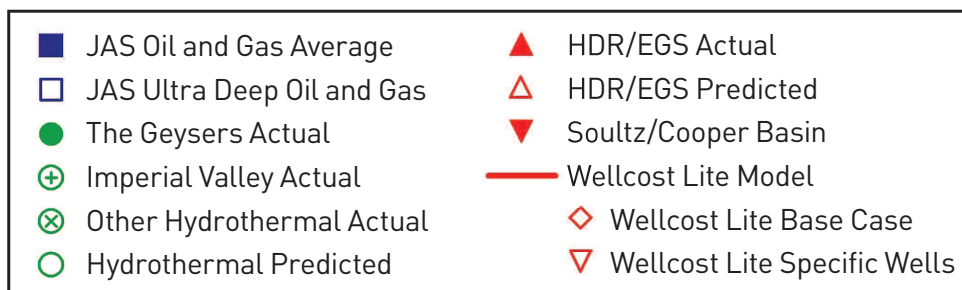 JAS Oil and Gas Average
JAS Ultra Deep Oil and Gas
The Geysers Actual
Imperial Valley Actual
Other Hydrothermal Actual
Hydrothermal Predicted
HDR/EGS Actual
HDR/EGS Predicted
Soultz/Cooper Basin
Wellcost Lite Model
Wellcost Lite Base Case
Wellcost Lite Specific Wells